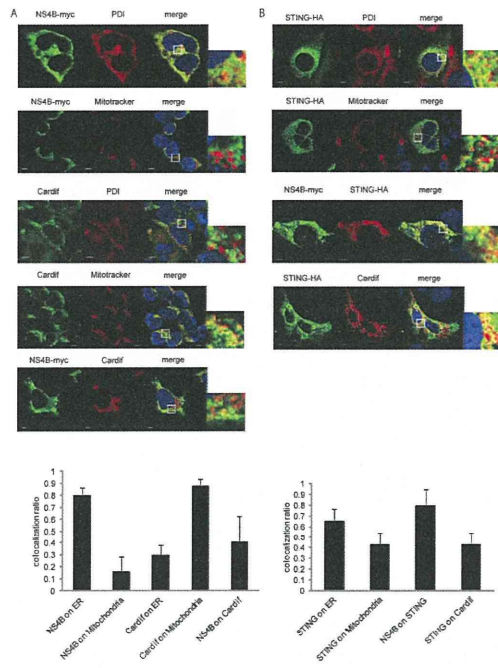 A
NS4B-myc PDI merge
NS4B-myc Mitotracker merge
Cardif PDI merge
Cardif Mitotracker merge
NS4B-myc Cardif merge
colocalization ratio
1
0.9
0.8
0.7
0.6
0.5
0.4
0.3
0.2
0.1
0
NS4B on ER
NS4B on Mitochondria
Cardif on ER
Cardif on Mitochondria
NS4B on Cardif
B
STING-HA PDI merge
STING-HA Mitotracker merge
NS4B-myc STING-HA merge
STING-HA Cardif merge
colocalization ratio
1
0.9
0.8
0.7
0.6
0.5
0.4
0.3
0.2
0.1
0
STING on ER
STING on Mitochondria
NS4B on STING
STING on Cardif